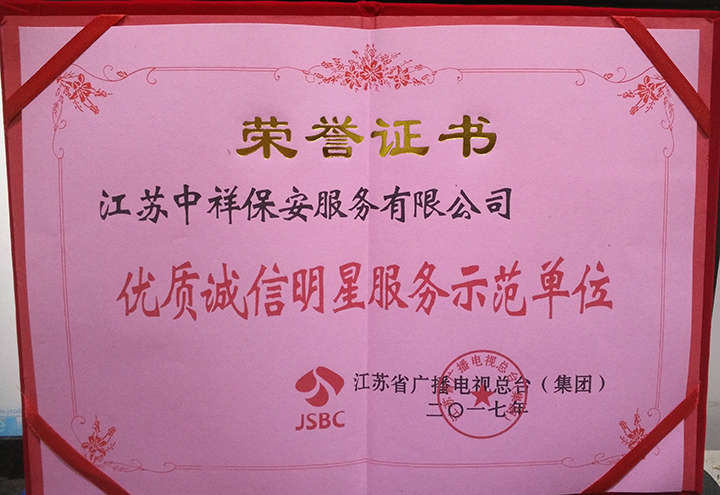 荣誉证书
江苏中祥保安服务有限公司
优质诚信明星服务示范单位
JSBC
江苏省广播电视总台（集团）
二〇一七年